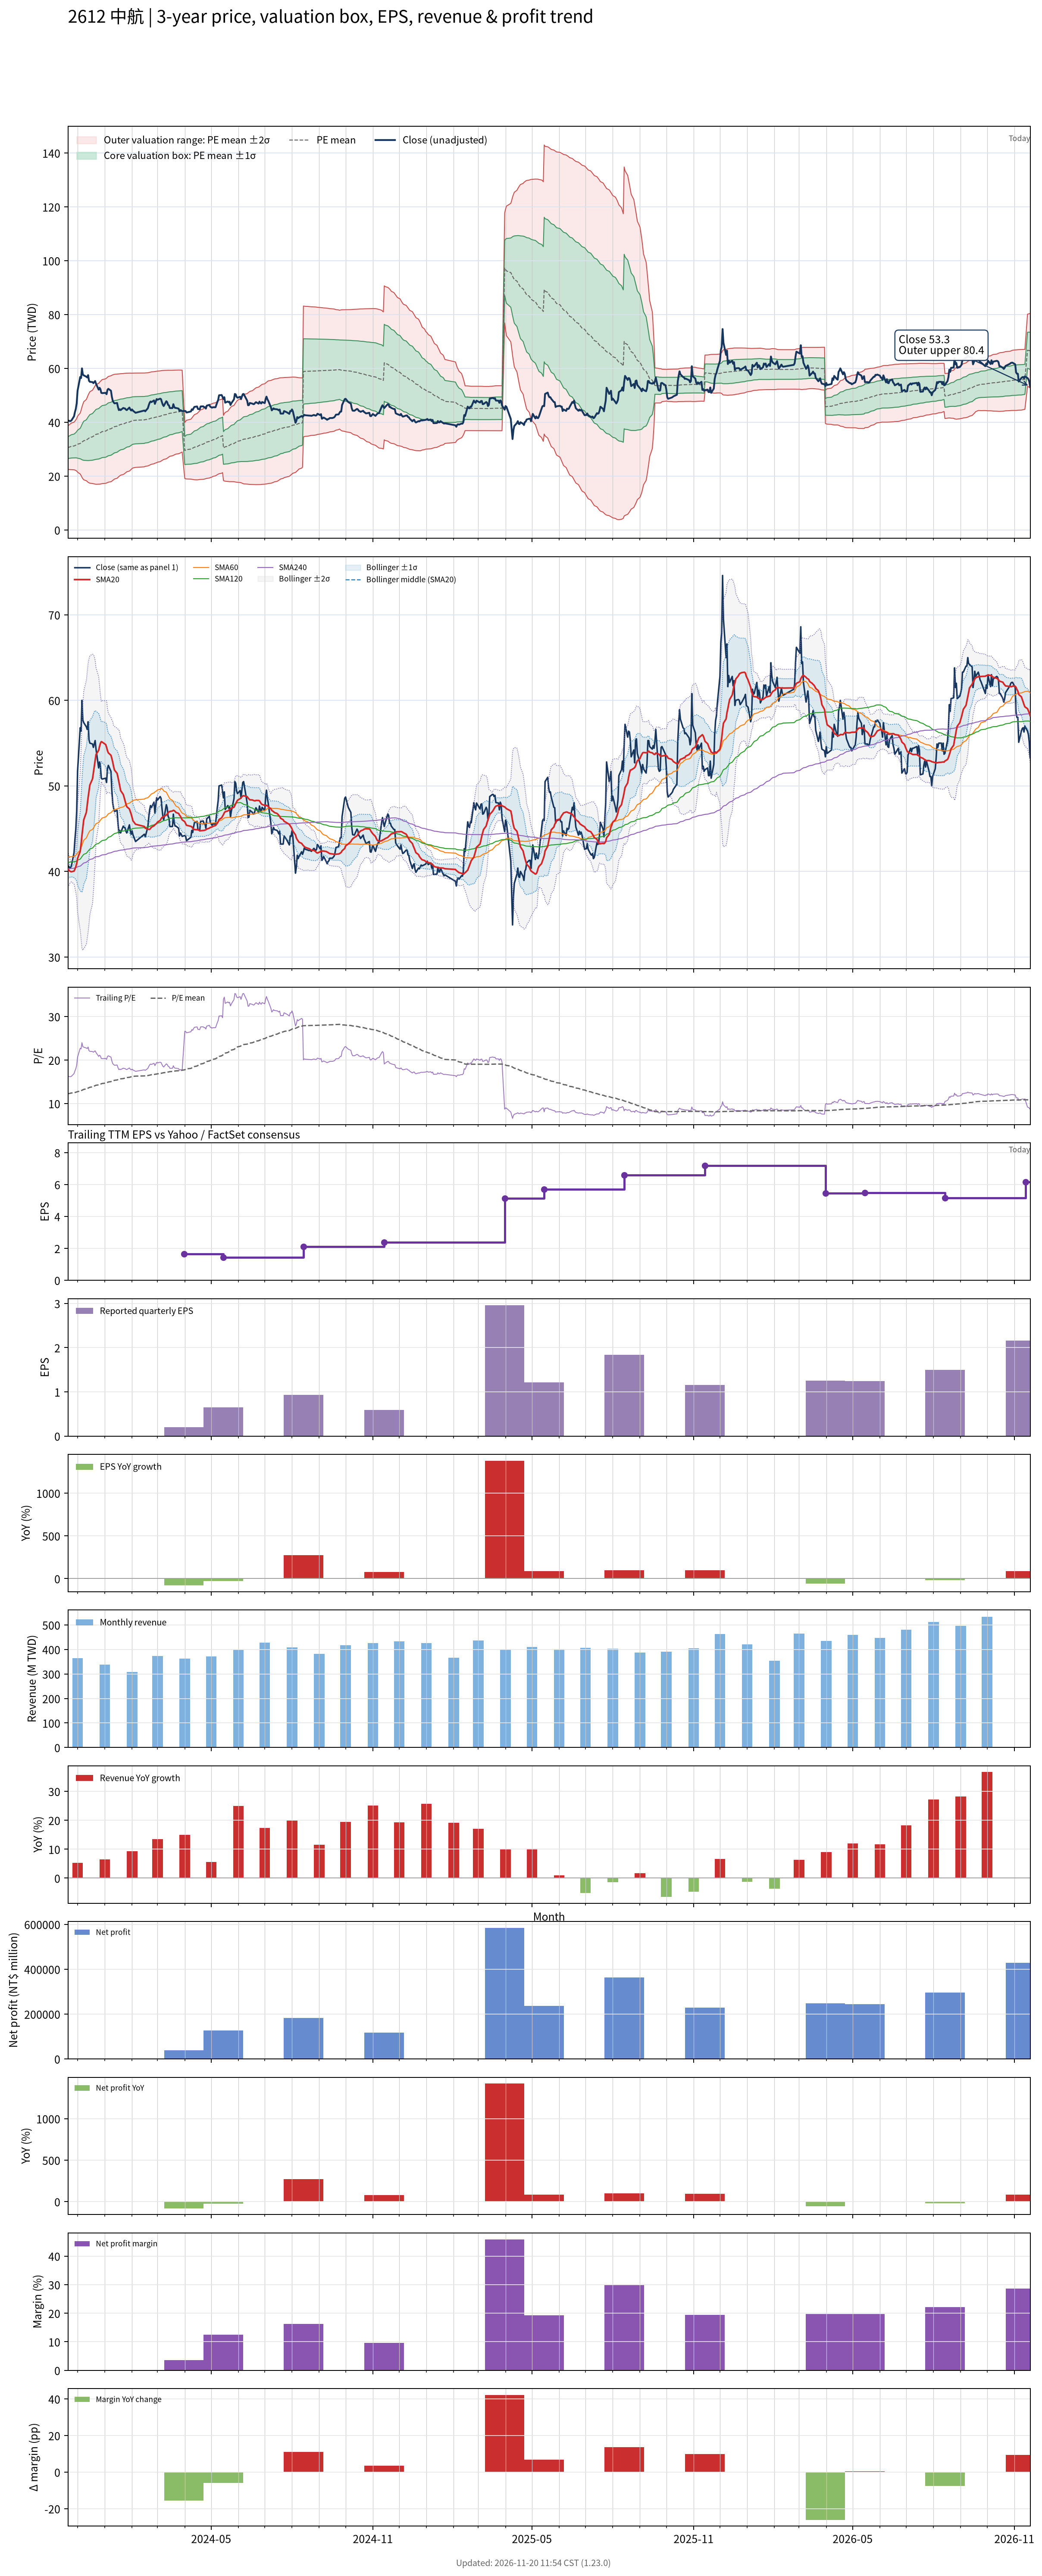 2612 中航 | 3-year price, valuation box, EPS, revenue & profit trend
Outer valuation range: PE mean ±2σ
Core valuation box: PE mean ±1σ
PE mean
Close (unadjusted)
Today
Close 53.3
Outer upper 80.4
Price (TWD)
140
120
100
80
60
40
20
0
Close (same as panel 1)
SMA20
SMA60
SMA120
SMA240
Bollinger ±2σ
Bollinger ±1σ
Bollinger middle (SMA20)
Price
70
60
50
40
30
Trailing P/E
P/E mean
P/E
30
20
10
Trailing TTM EPS vs Yahoo / FactSet consensus
Today
EPS
8
6
4
2
0
Reported quarterly EPS
EPS
3
2
1
0
EPS YoY growth
YoY (%)
1000
500
0
Monthly revenue
Revenue (M TWD)
500
400
300
200
100
0
Revenue YoY growth
YoY (%)
30
20
10
0
Month
Net profit
Net profit (NT$ million)
600000
400000
200000
0
Net profit YoY
YoY (%)
1000
500
0
Net profit margin
Margin (%)
40
30
20
10
0
Margin YoY change
Δ margin (pp)
40
20
0
-20
2024-05
2024-11
2025-05
2025-11
2026-05
2026-11
Updated: 2026-11-20 11:54 CST (1.23.0)